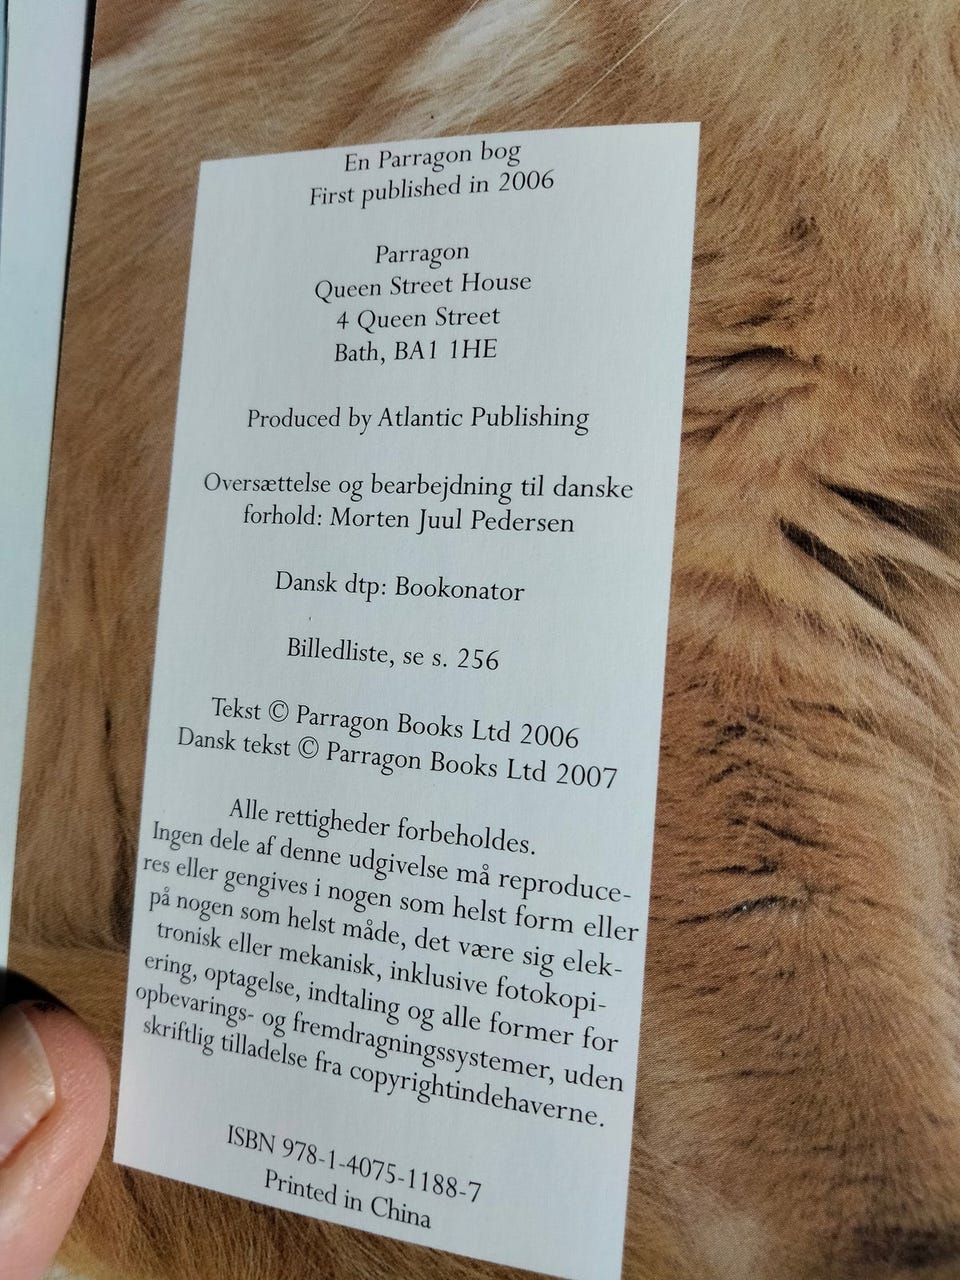 En Parragon bog
First published in 2006
Parragon
Queen Street House
4 Queen Street
Bath, BA1 1HE
Produced by Atlantic Publishing
Oversættelse og bearbejdning til danske
forhold: Morten Juul Pedersen
Dansk dtp: Bookonator
Billedliste, se s. 256
Tekst © Parragon Books Ltd 2006
Dansk tekst © Parragon Books Ltd 2007
Alle rettigheder forbeholdes.
Ingen dele af denne udgivelse må reproduce-
res eller gengives i nogen som helst form eller
på nogen som helst måde, det være sig elek-
tronisk eller mekanisk, inklusive fotokopi-
ering, optagelse, indtaling og alle former for
opbevarings- og fremdragningssystemer, uden
skriftlig tilladelse fra copyrightindehaverne.
ISBN 978-1-4075-1188-7
Printed in China